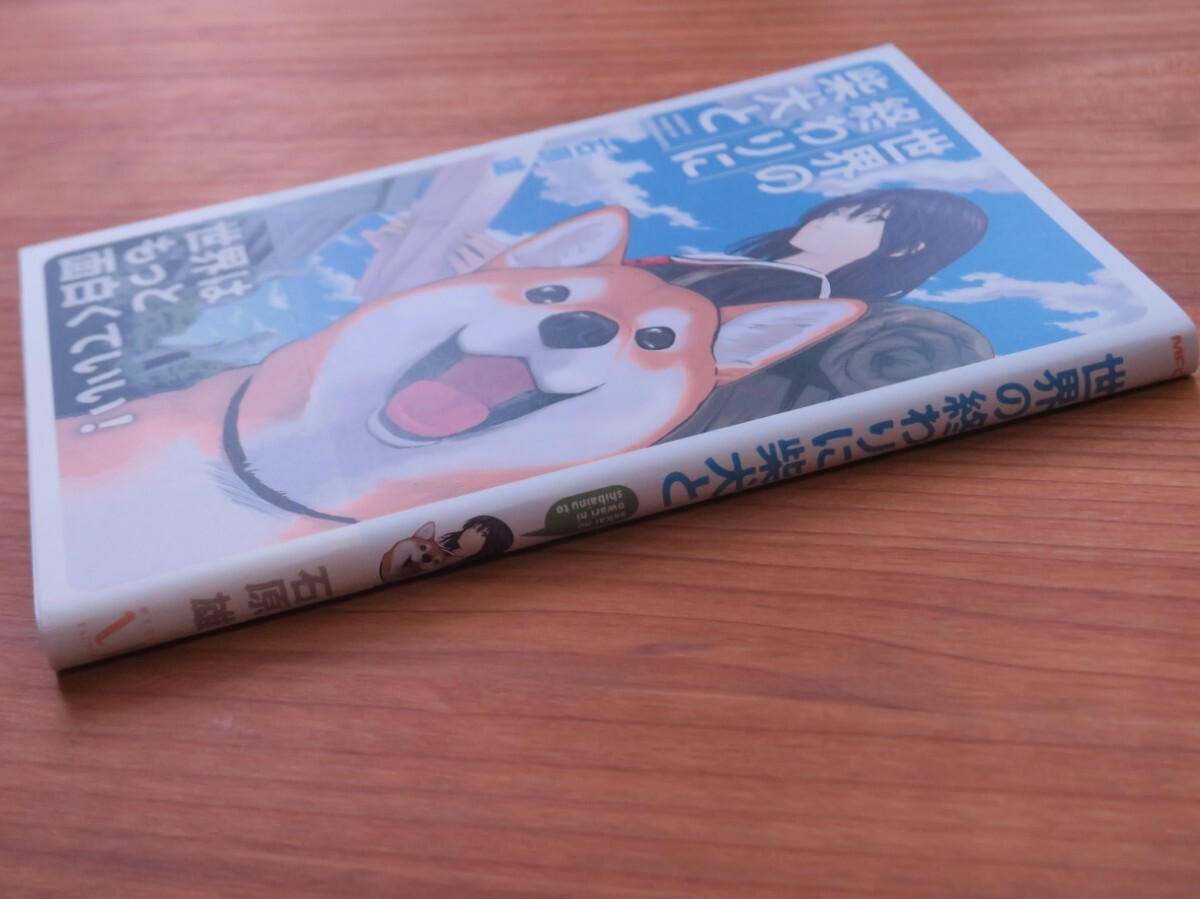 世界の
終わりに
柴犬と
石原雄
世界は
もっと
面白くていい!
世界の終わりに柴犬と
sekai no
owari ni
shibainu to
石原雄
MFC